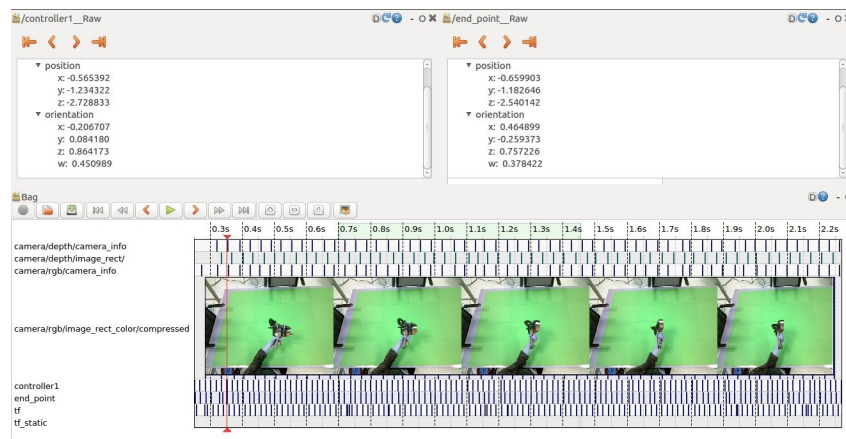 /controller1__Raw
D
?
- O ✖
/end_point__Raw
D
?
- O
▼ position
x: -0.565392
y: -1.234322
z: -2.728833
▼ orientation
x: -0.206707
y: 0.084180
z: 0.864173
w: 0.450989
▼ position
x: -0.659903
y: -1.182646
z: -2.540142
▼ orientation
x: 0.464899
y: -0.259373
z: 0.757226
w: 0.378422
Bag
D
?
-
0.3s 0.4s 0.5s 0.6s 0.7s 0.8s 0.9s 1.0s 1.1s 1.2s 1.3s 1.4s 1.5s 1.6s 1.7s 1.8s 1.9s 2.0s 2.1s 2.2s
camera/depth/camera_info
camera/depth/image_rect/
camera/rgb/camera_info
camera/rgb/image_rect_color/compressed
controller1
end_point
tf
tf_static